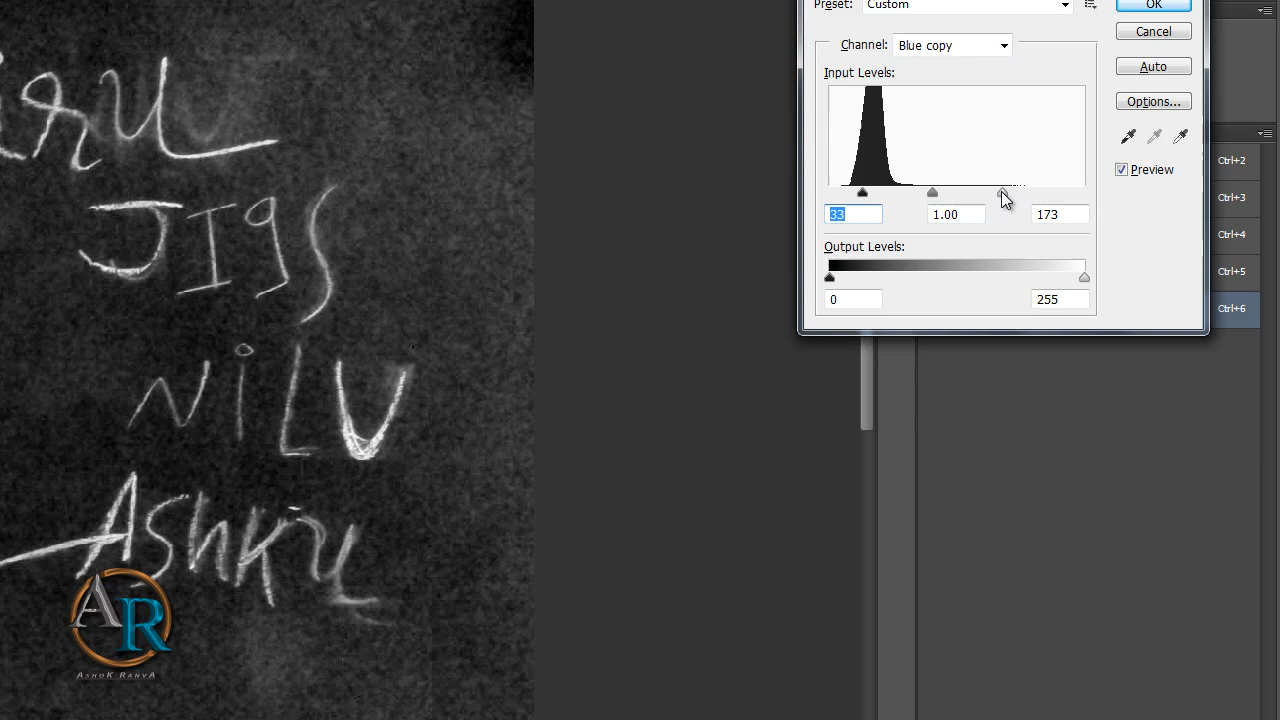 JIGS
NiLU
ASHKU
AR
ASHOK RANVA
Preset: Custom
OK
Cancel
Channel: Blue copy
Auto
Input Levels:
Options...
Preview
33 1.00 173
Output Levels:
0 255
Ctrl+2
Ctrl+3
Ctrl+4
Ctrl+5
Ctrl+6